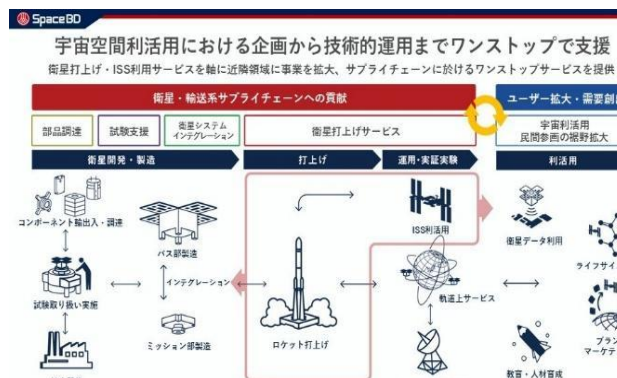 SpaceBD
宇宙空間利活用における企画から技術的運用までワンストップで支援
衛星打上げ・ISS利用サービスを軸に近隣領域に事業を拡大、サプライチェーンに於けるワンストップサービスを提供
衛星・輸送系サプライチェーンへの貢献
ユーザー拡大・需要創
部品調達
試験支援
衛星システム
インテグレーション
衛星打上げサービス
宇宙利活用
民間参画の裾野拡大
衛星開発・製造
打上げ
運用・実証実験
利活用
コンポーネント輸出入・調達
バス部製造
ISS利活用
衛星データ利用
ライフサイ
試験取り扱い実施
インテグレーション
軌道上サービス
ミッション部製造
ロケット打上げ
ブラン
マーケテ
教育・人材育成